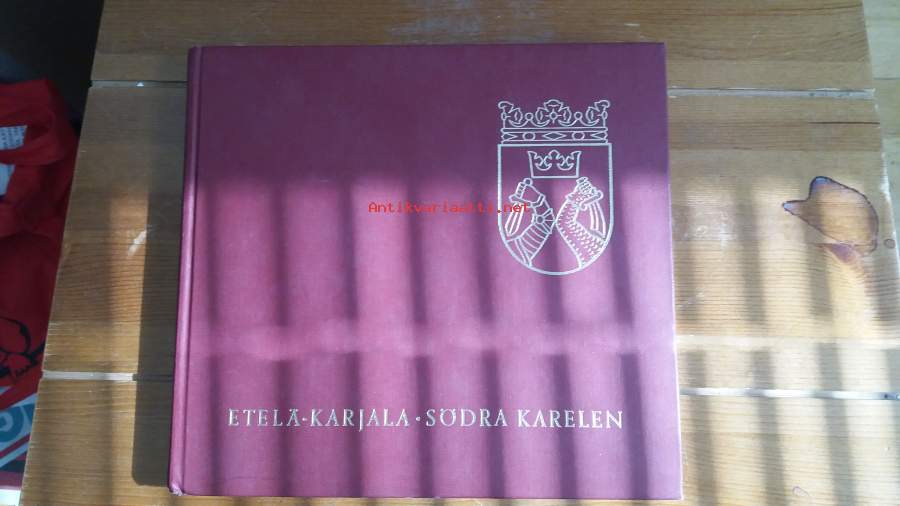 Antikvariaatti.net
ETELÄ-KARJALA • SÖDRA KARELEN